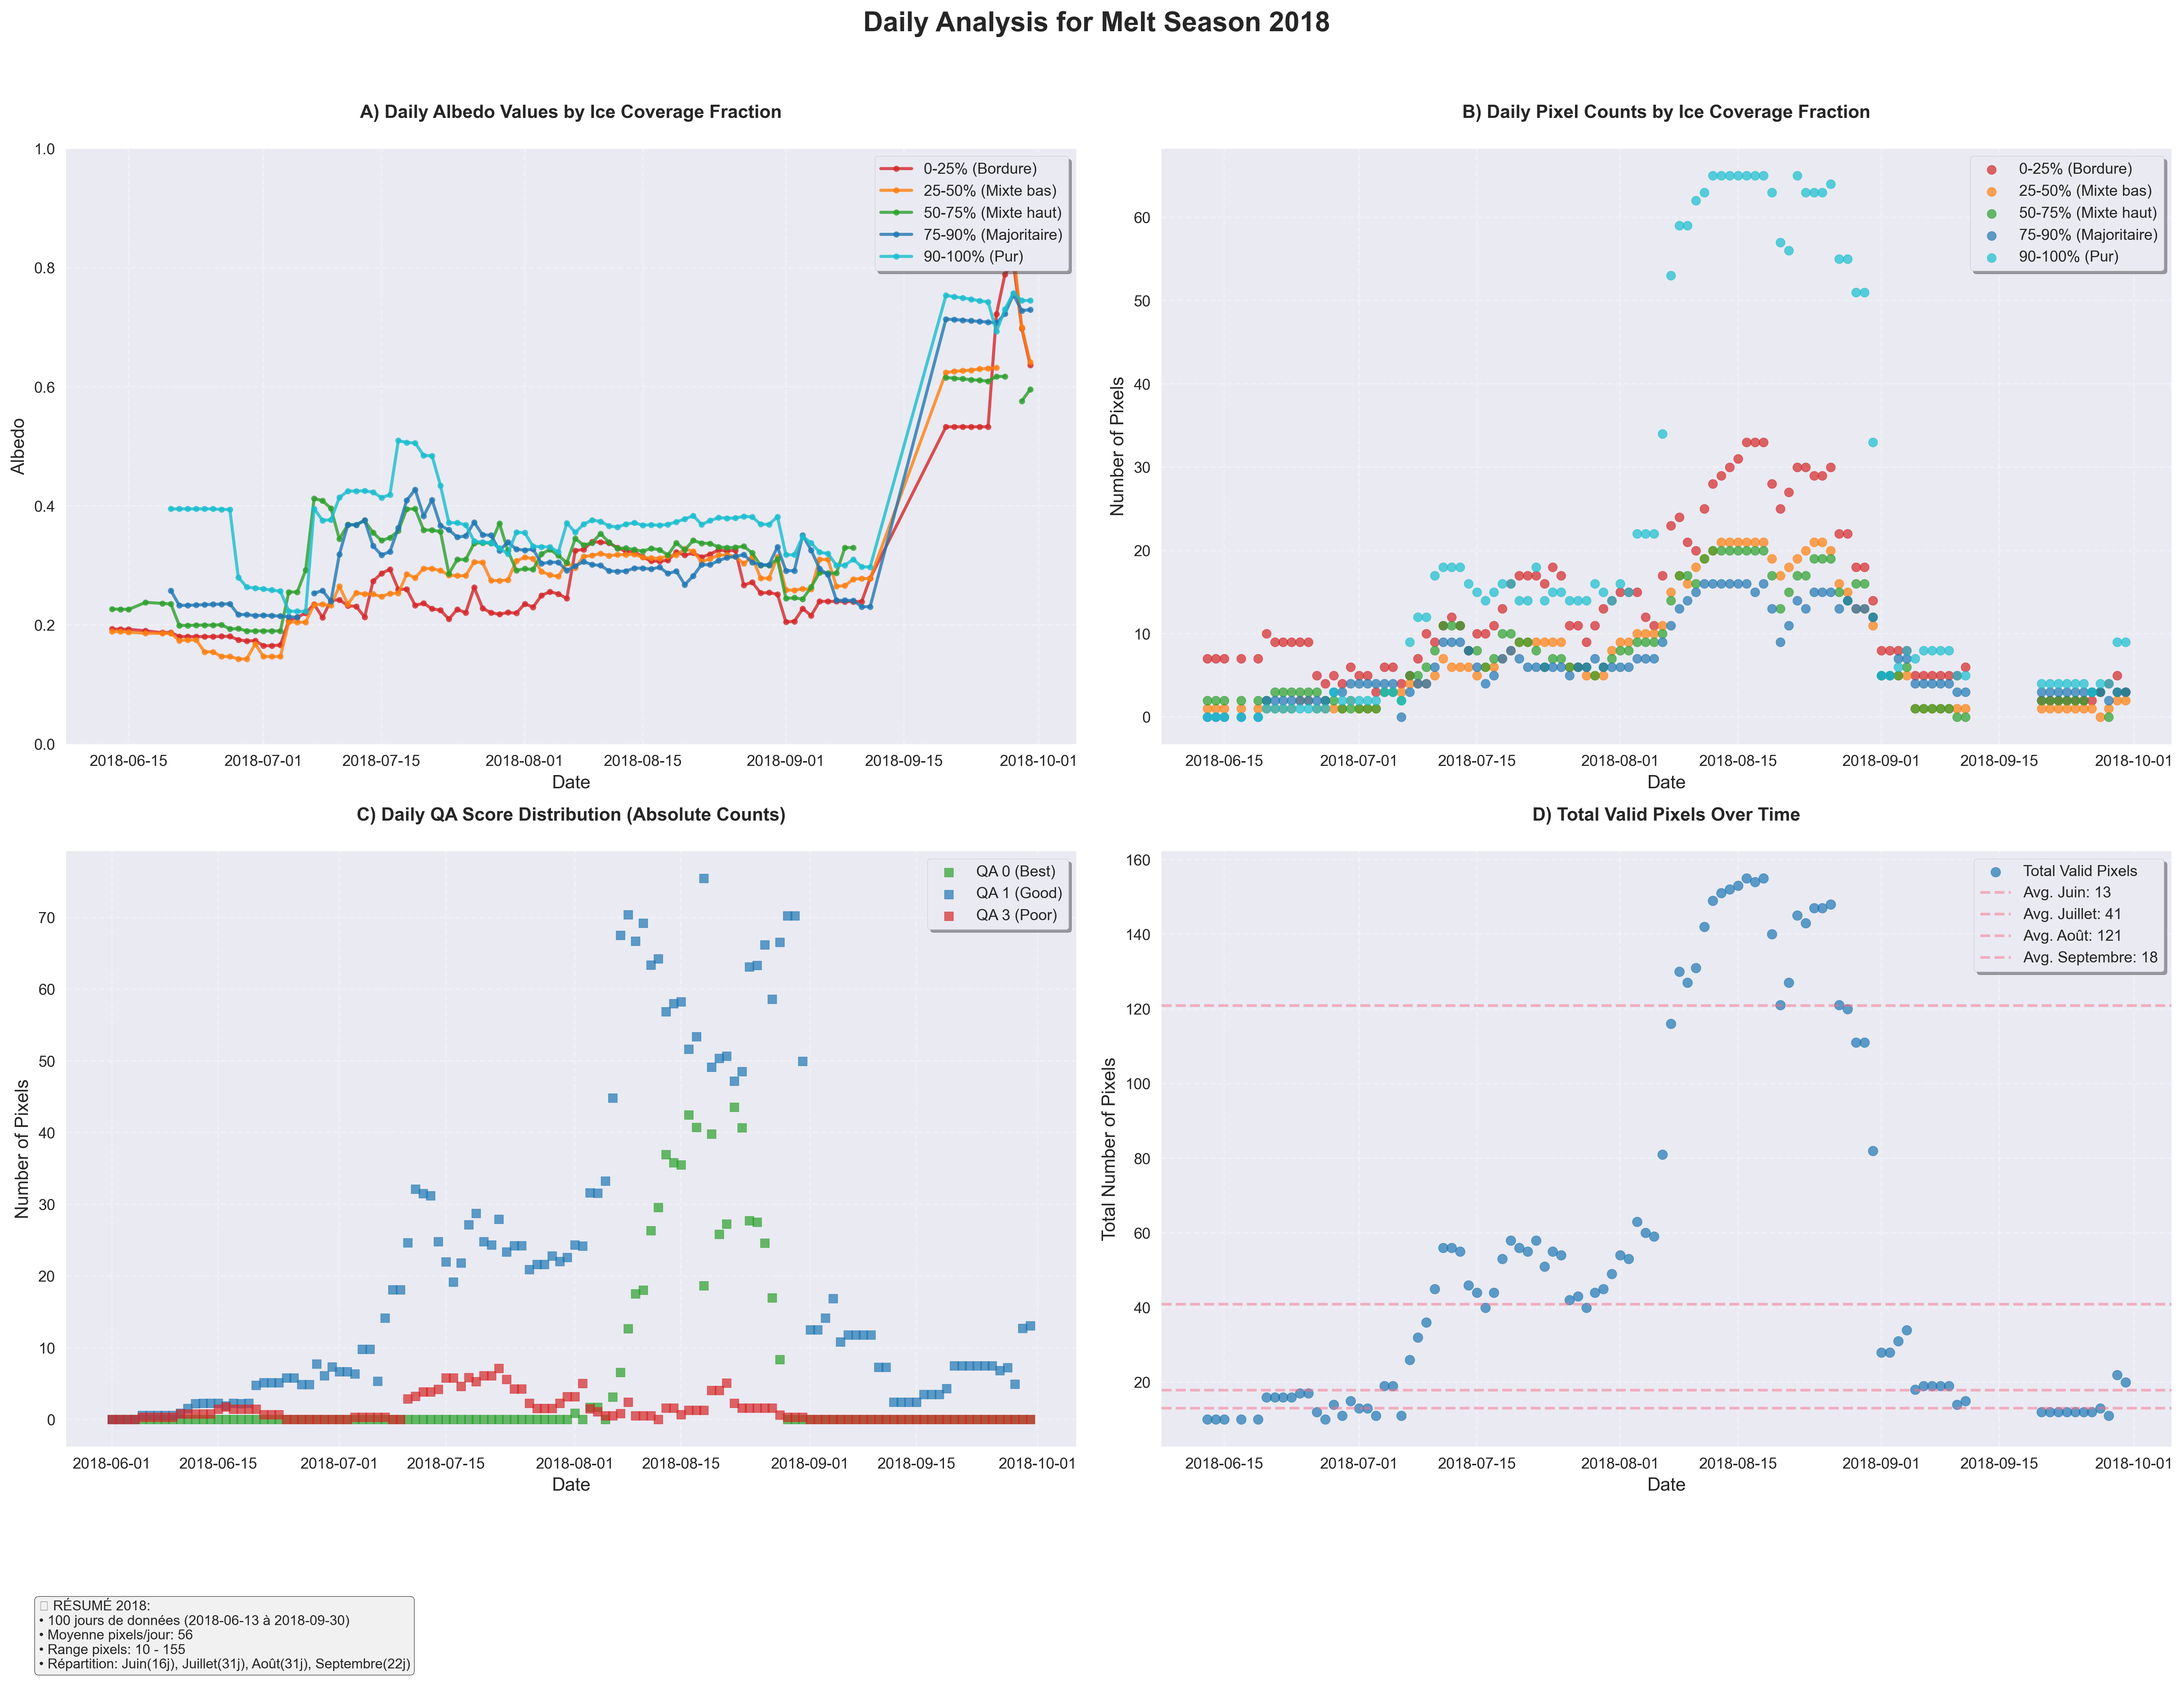 Daily Analysis for Melt Season 2018
A) Daily Albedo Values by Ice Coverage Fraction
1.0
0.8
0.6
0.4
0.2
0.0
Albedo
0-25% (Bordure)
25-50% (Mixte bas)
50-75% (Mixte haut)
75-90% (Majoritaire)
90-100% (Pur)
2018-06-15 2018-07-01 2018-07-15 2018-08-01 2018-08-15 2018-09-01 2018-09-15 2018-10-01
Date
B) Daily Pixel Counts by Ice Coverage Fraction
60
50
40
30
20
10
0
Number of Pixels
0-25% (Bordure)
25-50% (Mixte bas)
50-75% (Mixte haut)
75-90% (Majoritaire)
90-100% (Pur)
2018-06-15 2018-07-01 2018-07-15 2018-08-01 2018-08-15 2018-09-01 2018-09-15 2018-10-01
Date
C) Daily QA Score Distribution (Absolute Counts)
70
60
50
40
30
20
10
0
Number of Pixels
QA 0 (Best)
QA 1 (Good)
QA 3 (Poor)
2018-06-01 2018-06-15 2018-07-01 2018-07-15 2018-08-01 2018-08-15 2018-09-01 2018-09-15 2018-10-01
Date
D) Total Valid Pixels Over Time
160
140
120
100
80
60
40
20
Total Number of Pixels
Total Valid Pixels
Avg. Juin: 13
Avg. Juillet: 41
Avg. Août: 121
Avg. Septembre: 18
2018-06-15 2018-07-01 2018-07-15 2018-08-01 2018-08-15 2018-09-01 2018-09-15 2018-10-01
Date
RÉSUMÉ 2018:
• 100 jours de données (2018-06-13 à 2018-09-30)
• Moyenne pixels/jour: 56
• Range pixels: 10 - 155
• Répartition: Juin(16j), Juillet(31j), Août(31j), Septembre(22j)